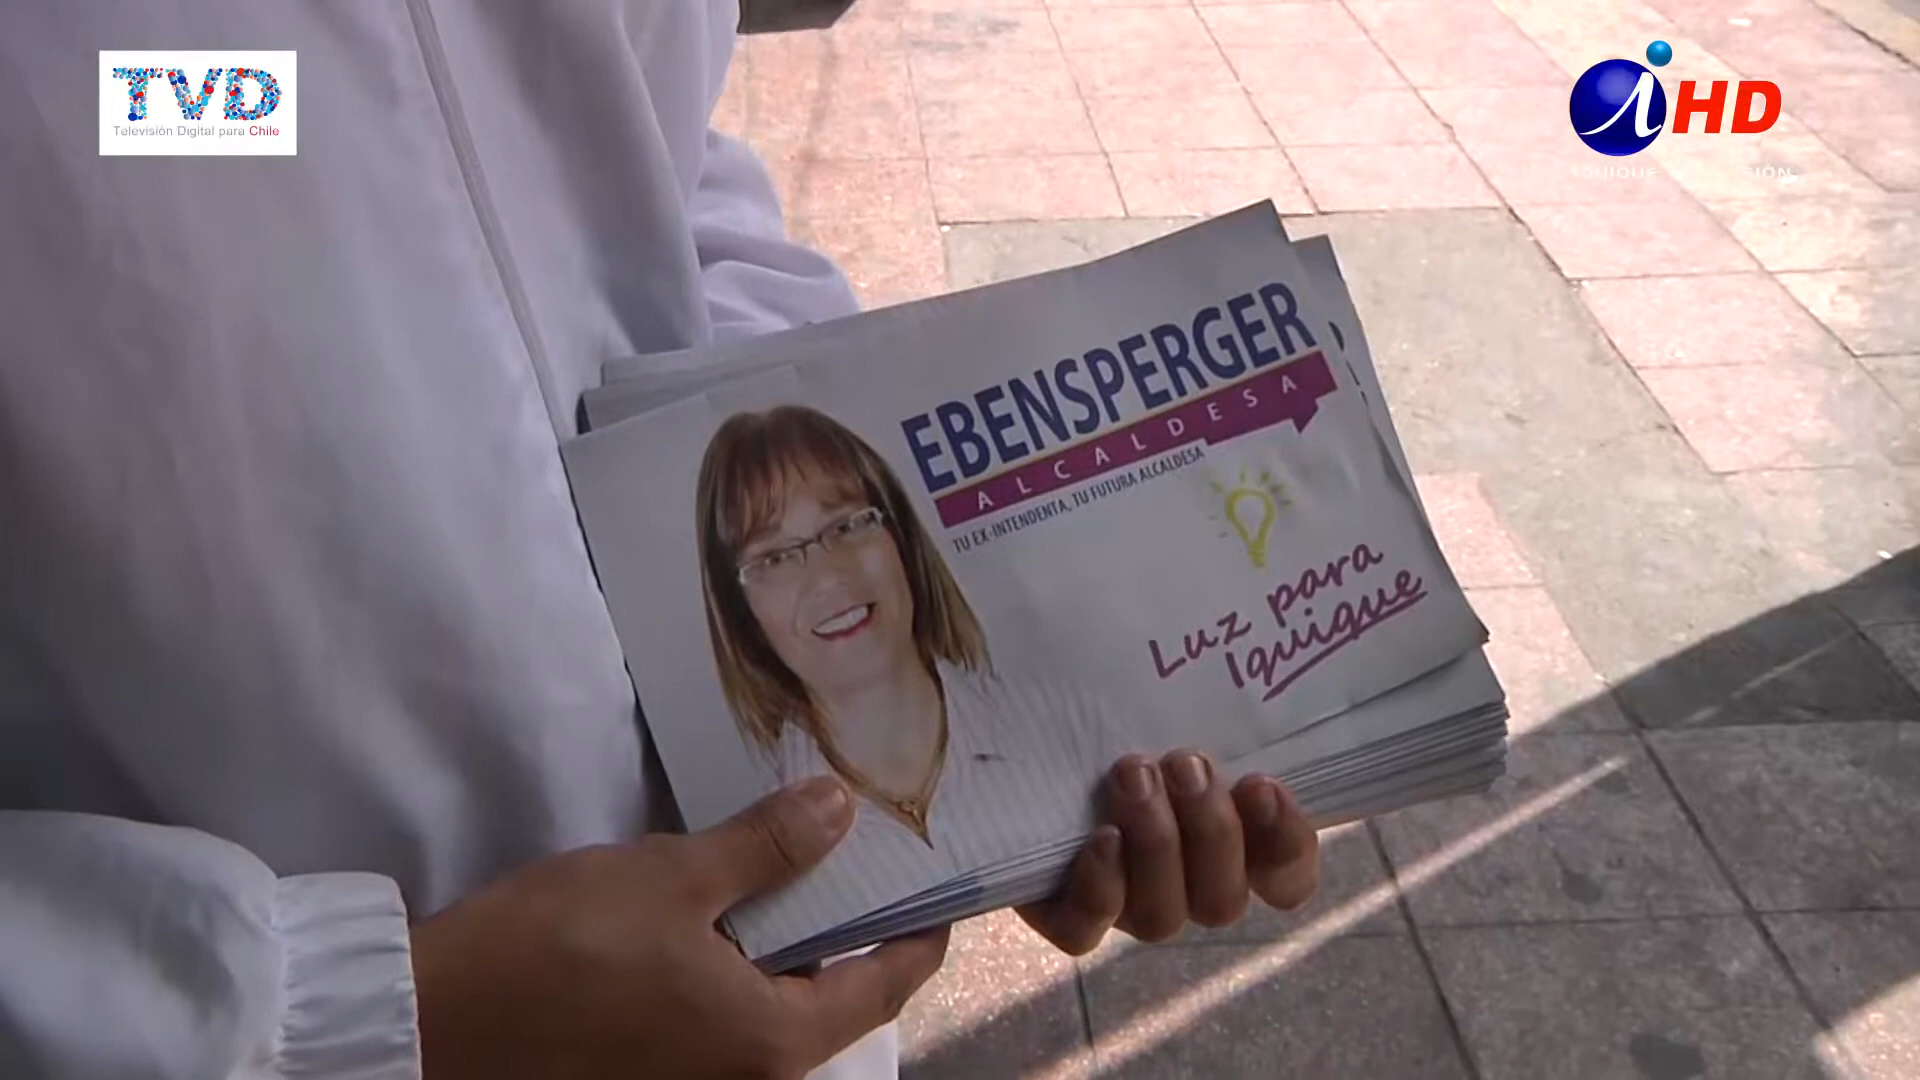 TVD
Televisión Digital para Chile
HD
EBENSPERGER
ALCALDESA
TU EX-INTENDENTA, TU FUTURA ALCALDESA
Luz para
Iquique